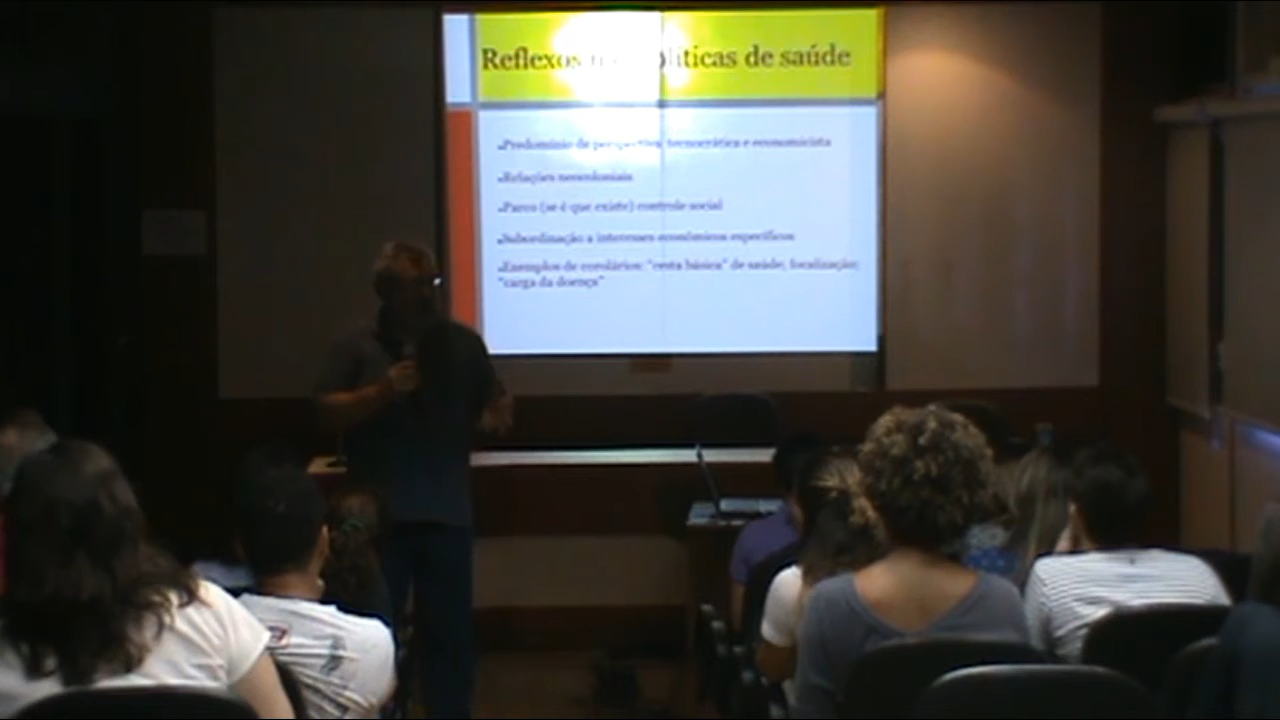 Reflexos nas políticas de saúde
Predomínio de perspectiva tecnocrática e economicista
Relações neocoloniais
Parco (se é que existe) controle social
Subordinação a interesses econômicos específicos
Exemplos de corolários: "cesta básica" de saúde; focalização;
"carga da doença"